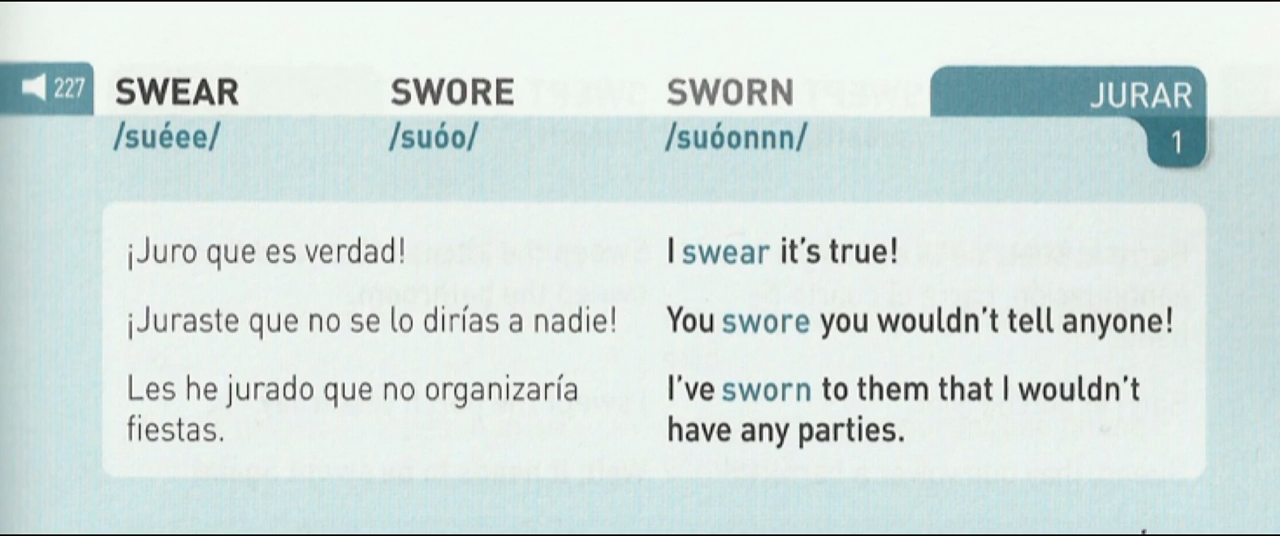 227 SWEAR SWORE SWORN JURAR
/suéee/ /suóo/ /suóonnn/ 1
¡Juro que es verdad! I swear it's true!
¡Juraste que no se lo dirías a nadie! You swore you wouldn't tell anyone!
Les he jurado que no organizaría I've sworn to them that I wouldn't
fiestas. have any parties.